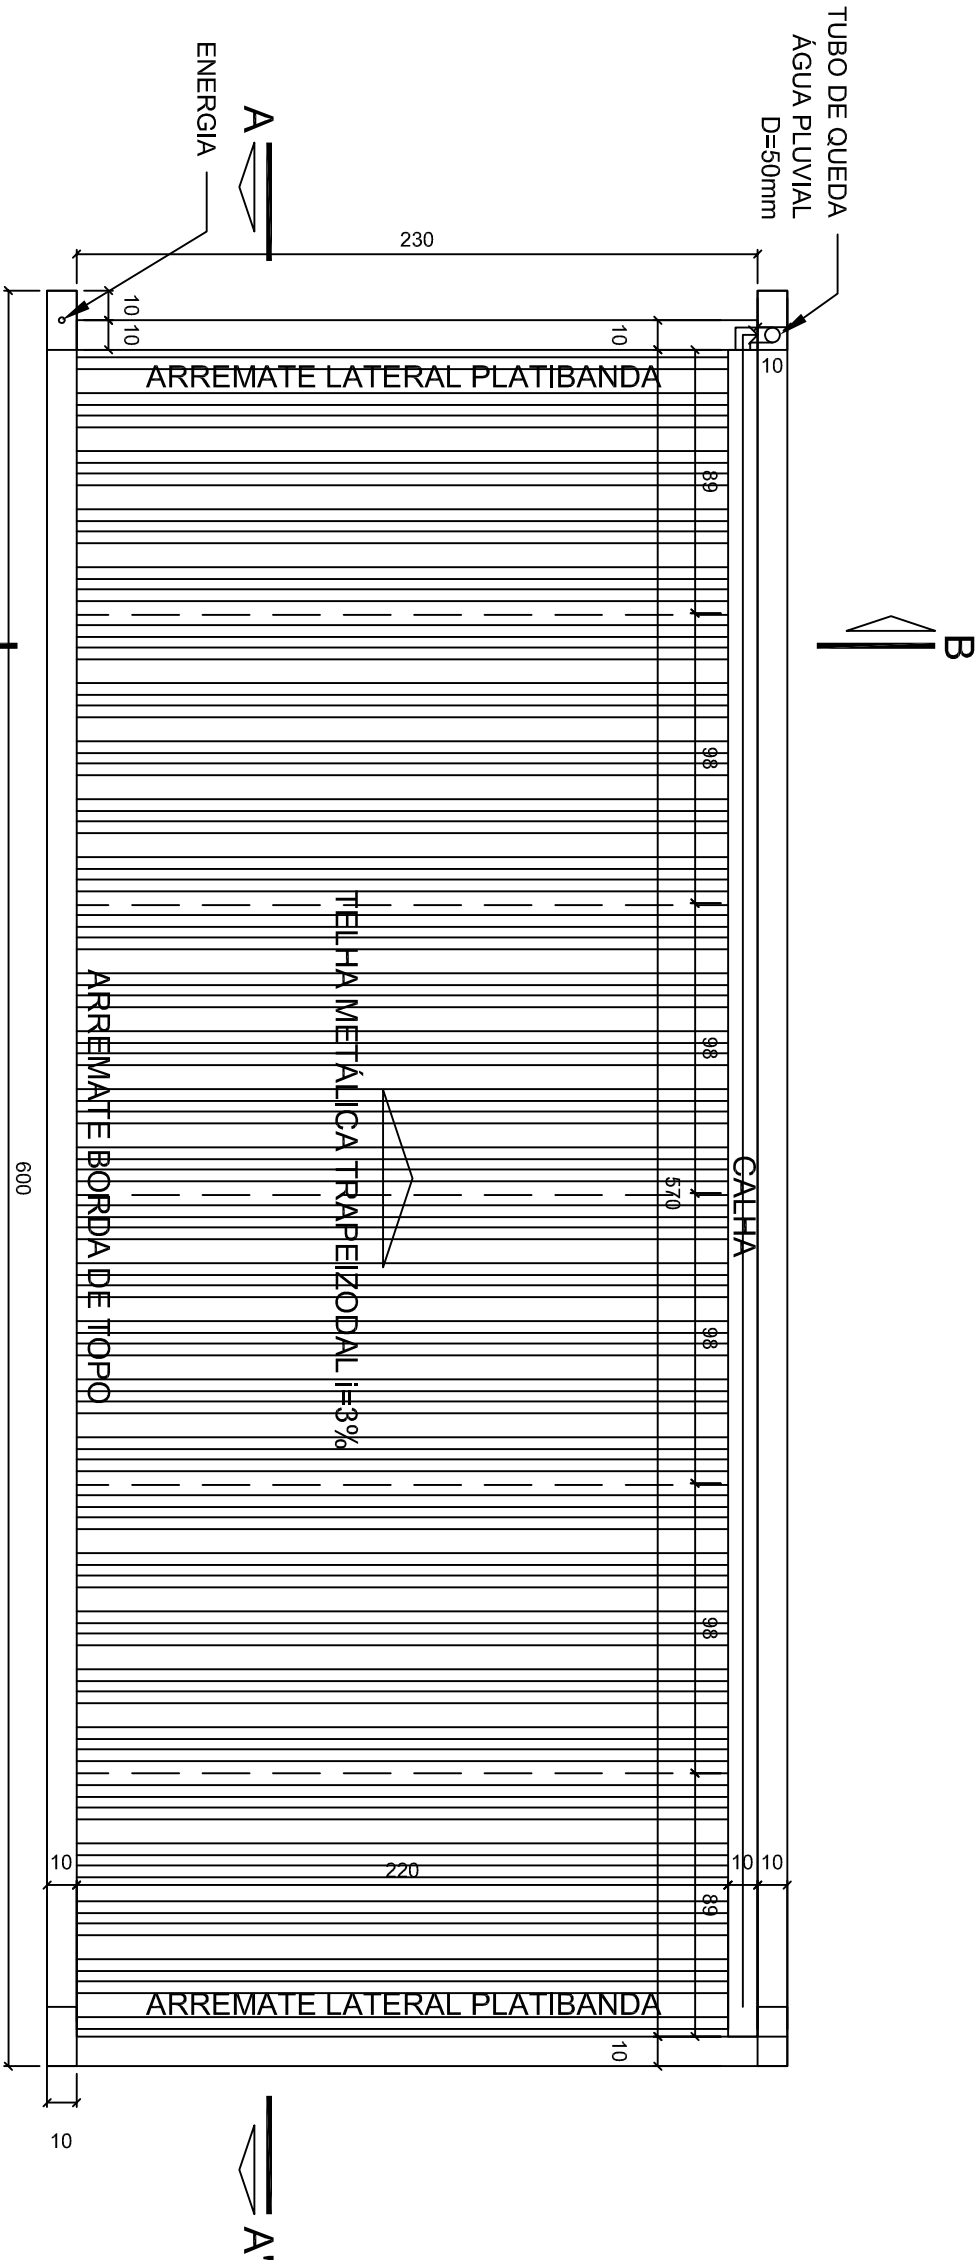 TUBO DE QUEDA
ÁGUA PLUVIAL
D=50mm
ENERGIA
A
B
230
10
10
10
10
ARREMATE LATERAL PLATIBANDA
89
98
98
98
98
89
570
CALHA
TELHA METÁLICA TRAPEIZODAL i=3%
ARREMATE BORDA DE TOPO
600
10
220
10
10
ARREMATE LATERAL PLATIBANDA
10
10
A'